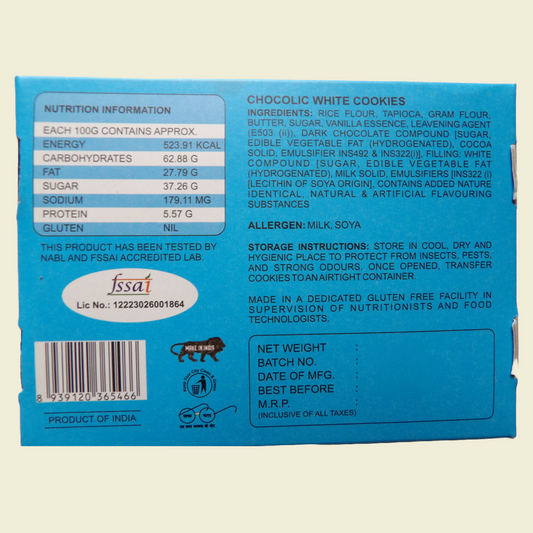 NUTRITION INFORMATION
EACH 100G CONTAINS APPROX.
ENERGY 523.91 KCAL
CARBOHYDRATES 62.88 G
FAT 27.79 G
SUGAR 37.26 G
SODIUM 179.11 MG
PROTEIN 5.57 G
GLUTEN NIL
THIS PRODUCT HAS BEEN TESTED BY
NABL AND FSSAI ACCREDITED LAB.
fssai
Lic No.: 12223026001864
8 939120 365466
PRODUCT OF INDIA
MAKE IN INDIA
CHOCOLIC WHITE COOKIES
INGREDIENTS: RICE FLOUR, TAPIOCA, GRAM FLOUR,
BUTTER, SUGAR, VANILLA ESSENCE, LEAVENING AGENT
(E503 (ii)), DARK CHOCOLATE COMPOUND [SUGAR,
EDIBLE VEGETABLE FAT (HYDROGENATED), COCOA
SOLID, EMULSIFIER INS492 & INS322(i)], FILLING: WHITE
COMPOUND [SUGAR, EDIBLE VEGETABLE FAT
(HYDROGENATED), MILK SOLID, EMULSIFIERS [INS322 (i)
[LECITHIN OF SOYA ORIGIN], CONTAINS ADDED NATURE
IDENTICAL, NATURAL & ARTIFICIAL FLAVOURING
SUBSTANCES
ALLERGEN: MILK, SOYA
STORAGE INSTRUCTIONS: STORE IN COOL, DRY AND
HYGIENIC PLACE TO PROTECT FROM INSECTS, PESTS,
AND STRONG ODOURS. ONCE OPENED, TRANSFER
COOKIES TO AN AIRTIGHT CONTAINER.
MADE IN A DEDICATED GLUTEN FREE FACILITY IN
SUPERVISION OF NUTRITIONISTS AND FOOD
TECHNOLOGISTS.
NET WEIGHT :
BATCH NO. :
DATE OF MFG. :
BEST BEFORE :
M.R.P. :
(INCLUSIVE OF ALL TAXES)